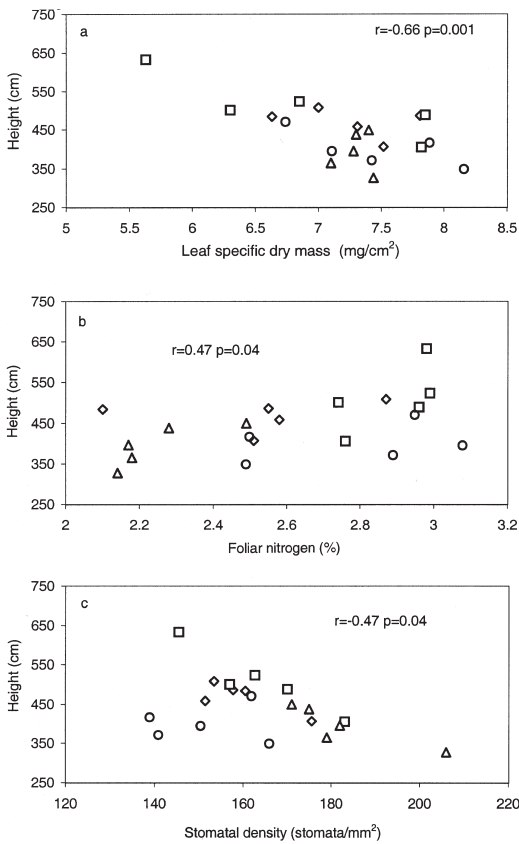 750
a
r=-0.66 p=0.001
650
550
450
350
250
Height (cm)
5 5.5 6 6.5 7 7.5 8 8.5
Leaf specific dry mass (mg/cm²)
750
b
650
r=0.47 p=0.04
550
450
350
250
Height (cm)
2 2.2 2.4 2.6 2.8 3 3.2
Foliar nitrogen (%)
750
c
r=-0.47 p=0.04
650
550
450
350
250
Height (cm)
120 140 160 180 200 220
Stomatal density (stomata/mm²)